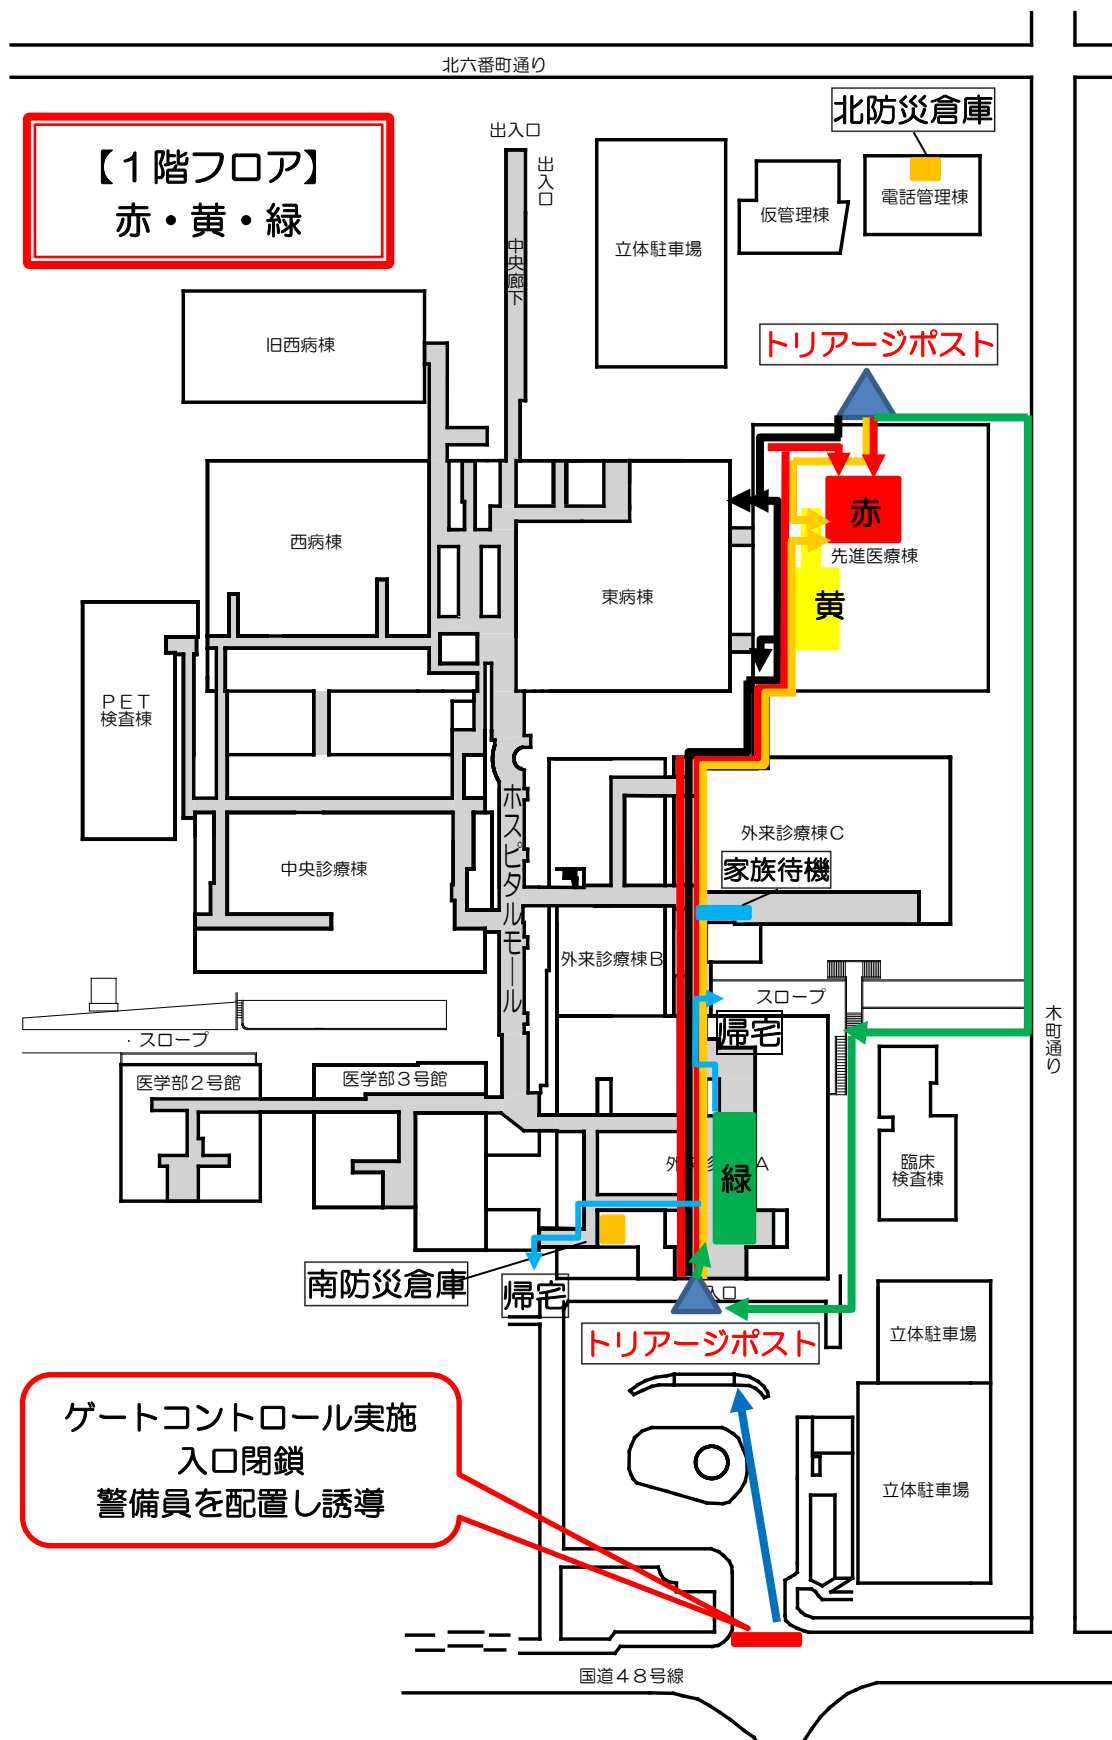 北六番町通り
北防災倉庫
【１階フロア】
赤・黄・緑
出入口
出入口
電話管理棟
仮管理棟
立体駐車場
中央廊下
トリアージポスト
旧西病棟
赤
西病棟
先進医療棟
東病棟
黄
ＰＥＴ
検査棟
ホスピタルモール
外来診療棟Ｃ
中央診療棟
家族待機
外来診療棟Ｂ
スロープ
帰宅
木町通り
・スロープ
医学部２号館
医学部３号館
臨床
検査棟
緑
南防災倉庫
帰宅
入口
トリアージポスト
立体駐車場
ゲートコントロール実施
入口閉鎖
警備員を配置し誘導
立体駐車場
国道４８号線